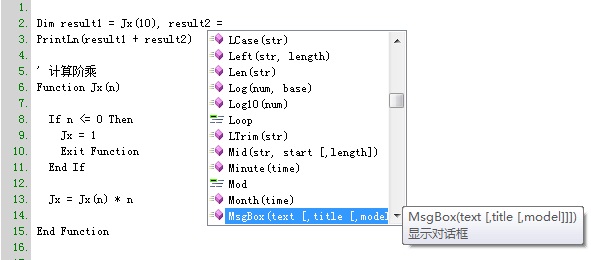 1.
2. Dim result1 = Jx(10), result2 =
3. PrintLn(result1 + result2)
4.
5. ' 计算阶乘
6. Function Jx(n)
7.
8. If n <= 0 Then
9. Jx = 1
10. Exit Function
11. End If
12.
13. Jx = Jx(n) * n
14.
15. End Function
LCase(str)
Left(str, length)
Len(str)
Log(num, base)
Log10(num)
Loop
LTrim(str)
Mid(str, start [,length])
Minute(time)
Mod
Month(time)
MsgBox(text [,title [,model
MsgBox(text [,title [,model]]])
显示对话框